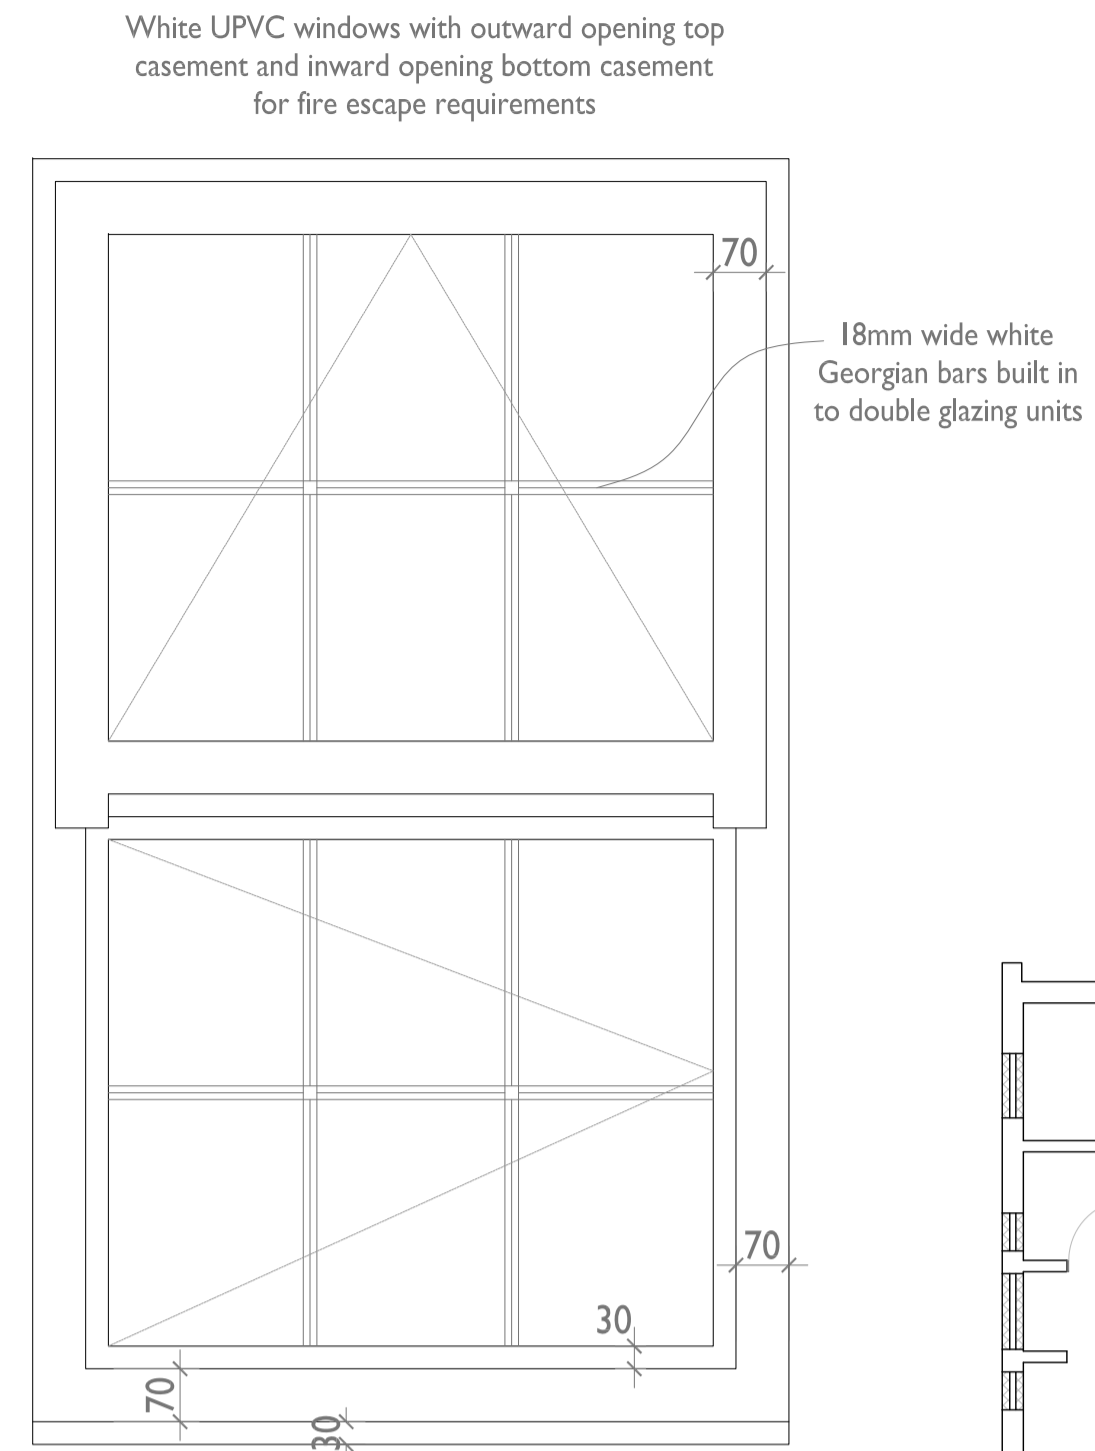 White UPVC windows with outward opening top
casement and inward opening bottom casement
for fire escape requirements
70
18mm wide white
Georgian bars built in
to double glazing units
70
30
70
30